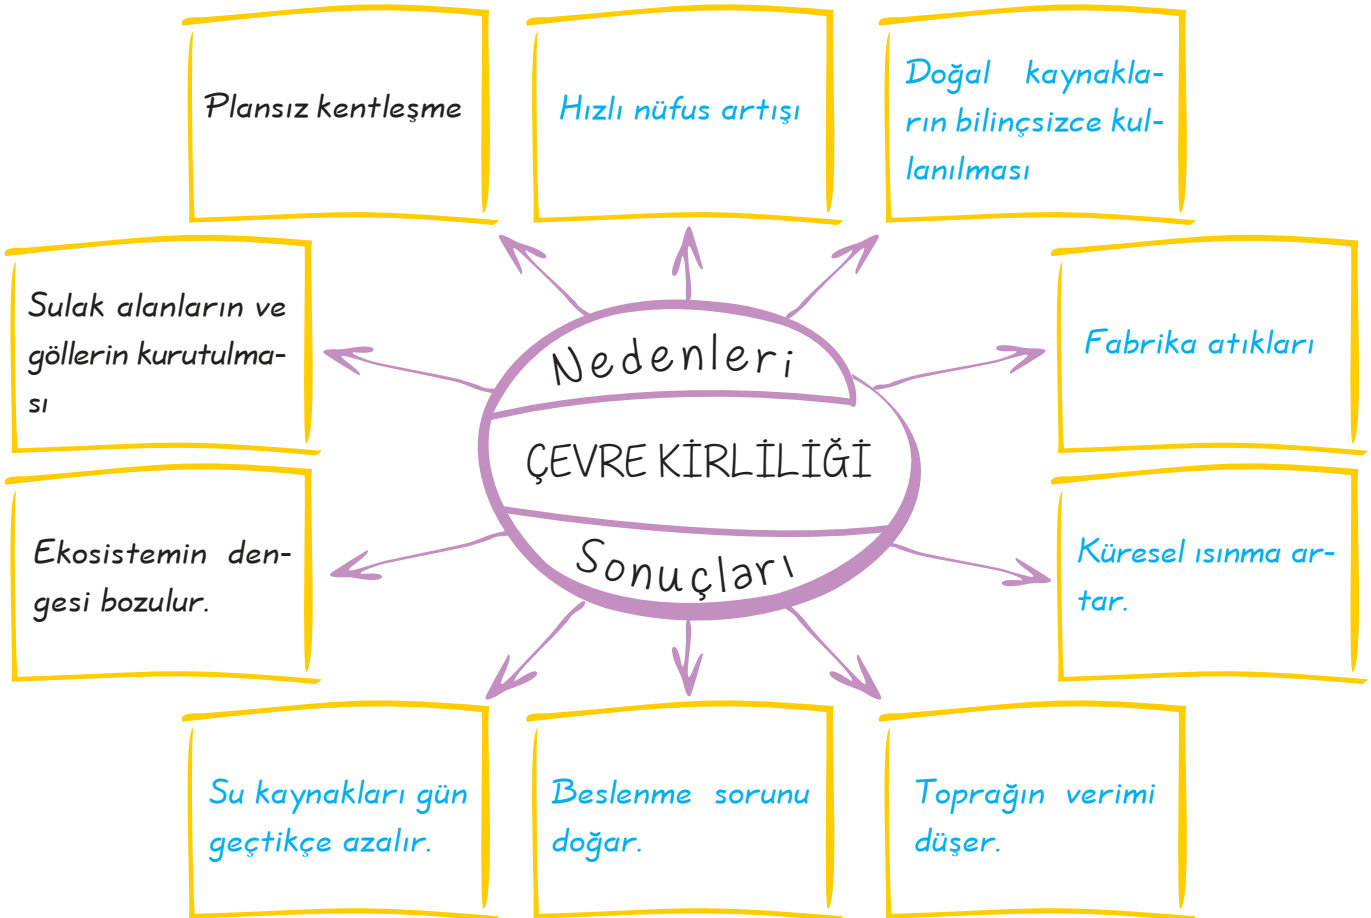 Plansız kentleşme
Hızlı nüfus artışı
Doğal kaynakla-
rın bilinçsizce kul-
lanılması
Sulak alanların ve
göllerin kurutulma-
sı
Fabrika atıkları
Nedenleri
ÇEVRE KİRLİLİĞİ
Sonuçları
Ekosistemin den-
gesi bozulur.
Küresel ısınma ar-
tar.
Su kaynakları gün
geçtikçe azalır.
Beslenme sorunu
doğar.
Toprağın verimi
düşer.